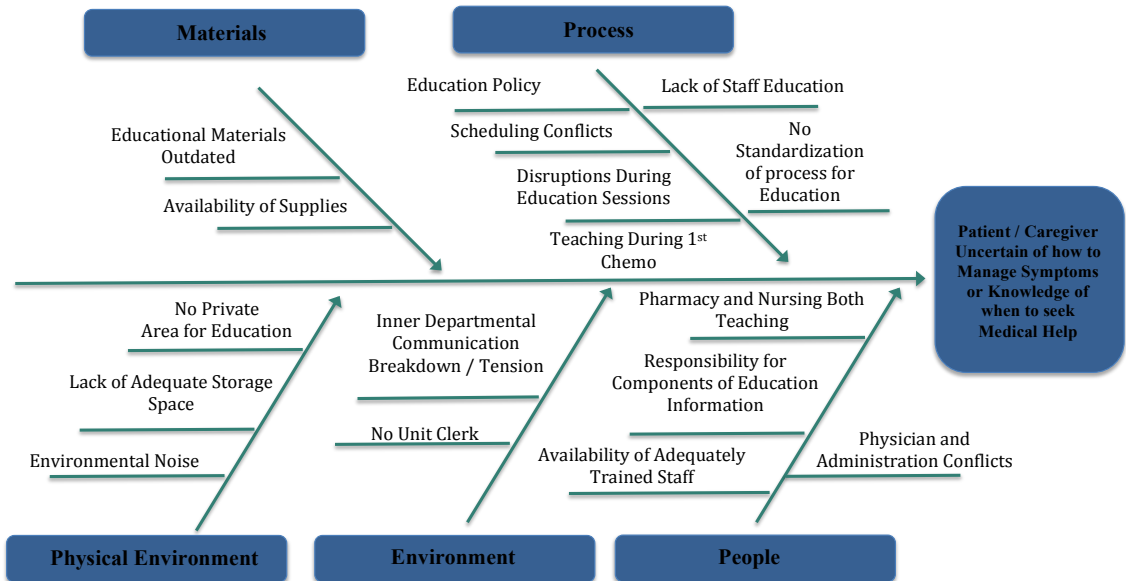 Materials
Process
Education Policy
Lack of Staff Education
Scheduling Conflicts
No
Standardization
of process for
Education
Educational Materials
Outdated
Disruptions During
Education Sessions
Availability of Supplies
Teaching During 1st
Chemo
Patient / Caregiver
Uncertain of how to
Manage Symptoms
or Knowledge of
when to seek
Medical Help
No Private
Area for Education
Lack of Adequate Storage
Space
Environmental Noise
Inner Departmental
Communication
Breakdown / Tension
No Unit Clerk
Pharmacy and Nursing Both
Teaching
Responsibility for
Components of Education
Information
Availability of Adequately
Trained Staff
Physician and
Administration Conflicts
Physical Environment
Environment
People